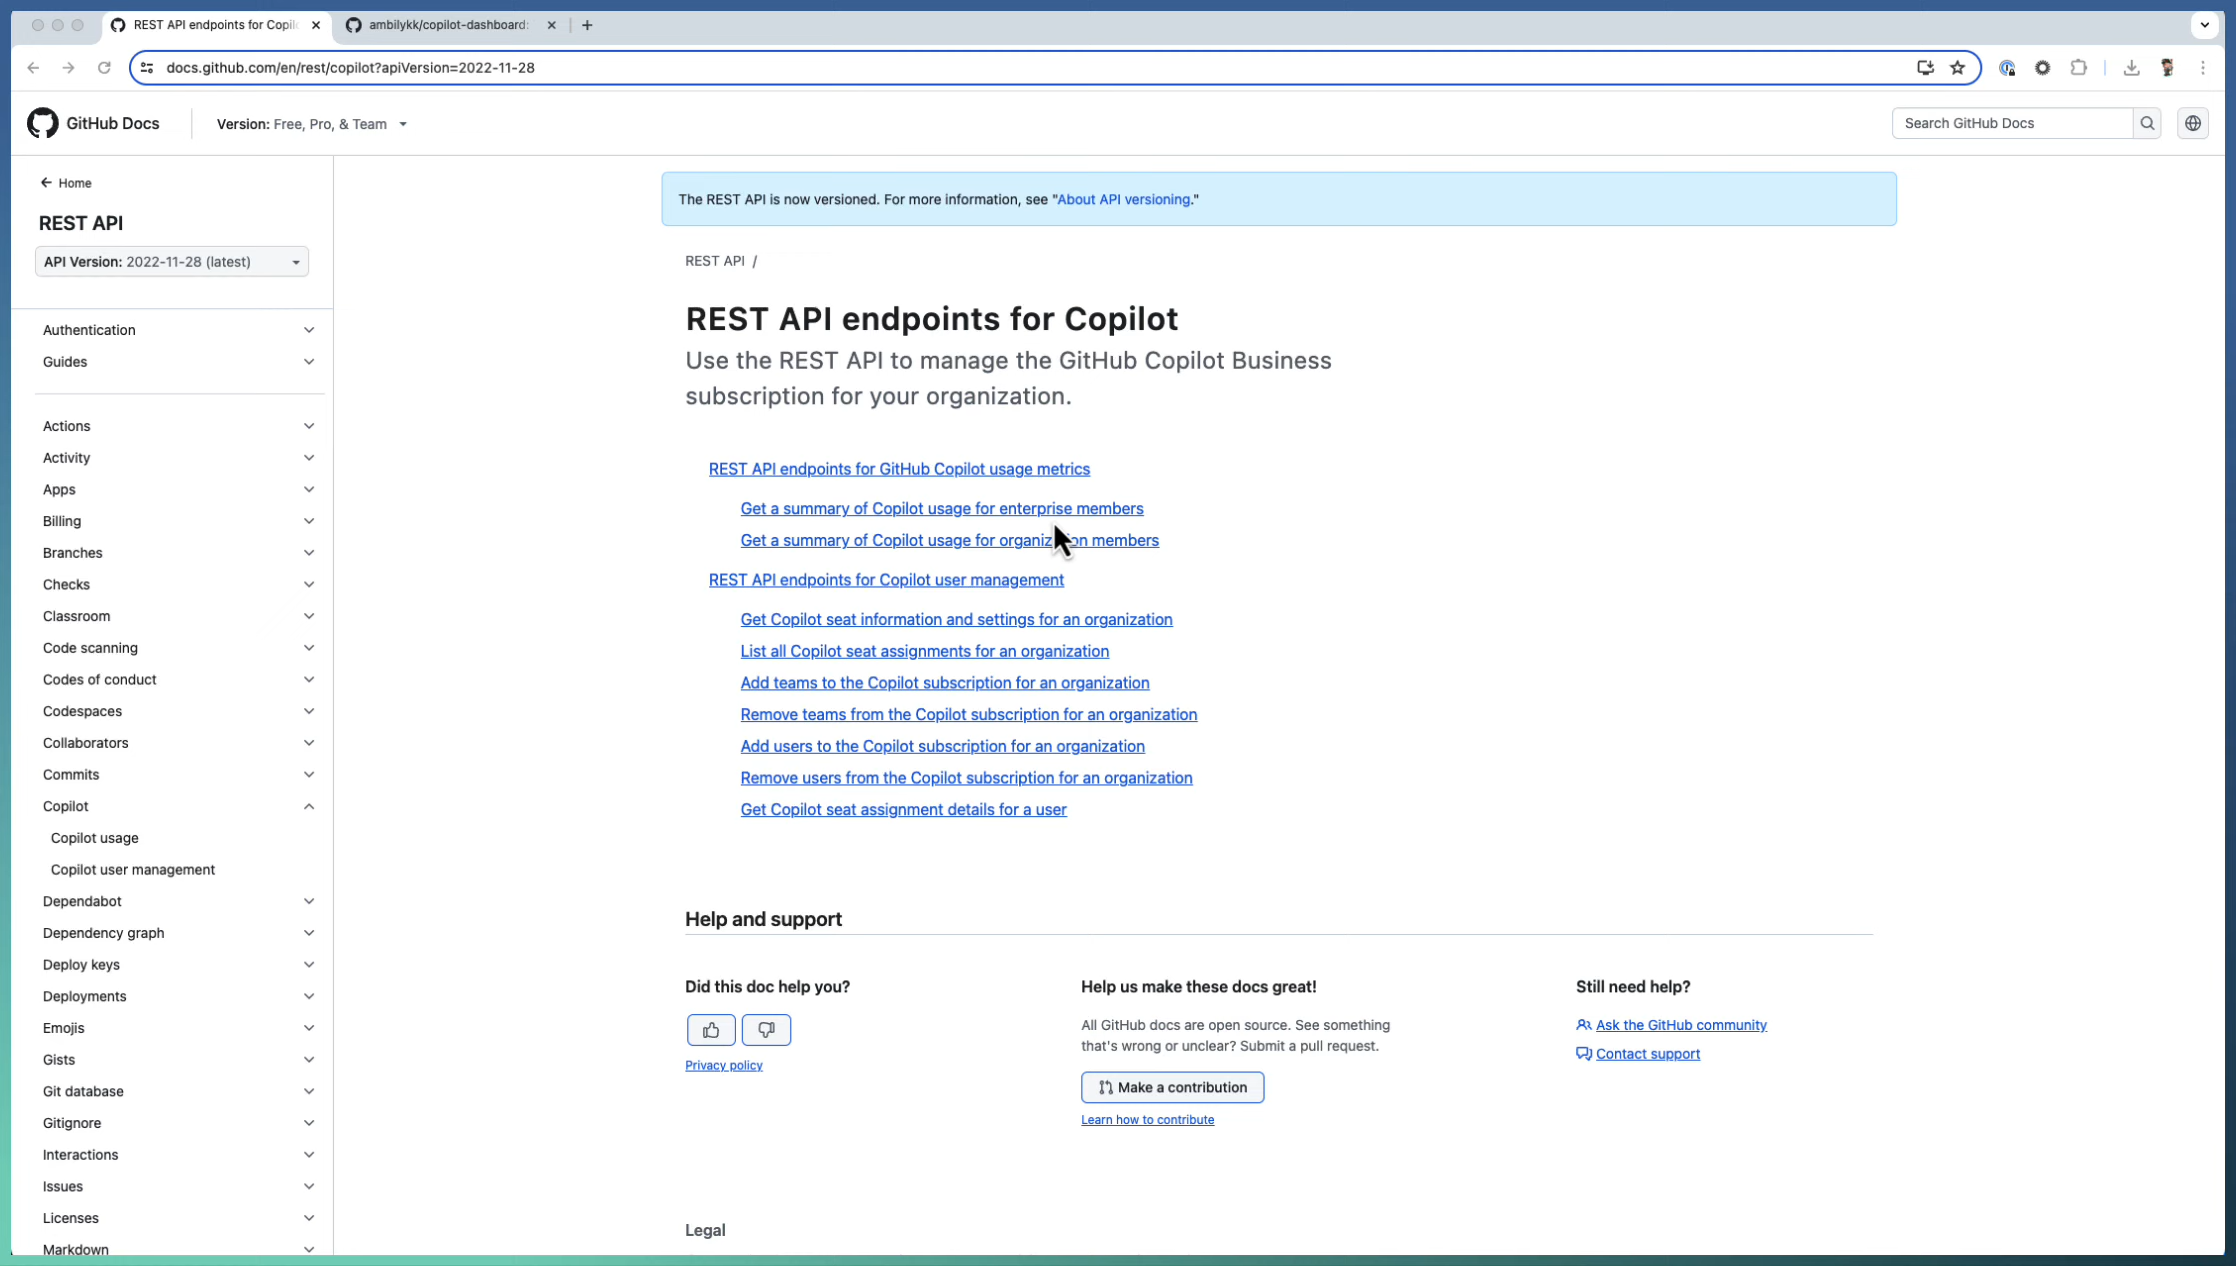 REST API endpoints for Copil
ambilykk/copilot-dashboard:
docs.github.com/en/rest/copilot?apiVersion=2022-11-28
GitHub Docs
Version: Free, Pro, & Team
Search GitHub Docs
Home
REST API
API Version: 2022-11-28 (latest)
Authentication
Guides
Actions
Activity
Apps
Billing
Branches
Checks
Classroom
Code scanning
Codes of conduct
Codespaces
Collaborators
Commits
Copilot
Copilot usage
Copilot user management
Dependabot
Dependency graph
Deploy keys
Deployments
Emojis
Gists
Git database
Gitignore
Interactions
Issues
Licenses
Markdown
The REST API is now versioned. For more information, see "About API versioning."
REST API /
REST API endpoints for Copilot
Use the REST API to manage the GitHub Copilot Business
subscription for your organization.
REST API endpoints for GitHub Copilot usage metrics
Get a summary of Copilot usage for enterprise members
Get a summary of Copilot usage for organization members
REST API endpoints for Copilot user management
Get Copilot seat information and settings for an organization
List all Copilot seat assignments for an organization
Add teams to the Copilot subscription for an organization
Remove teams from the Copilot subscription for an organization
Add users to the Copilot subscription for an organization
Remove users from the Copilot subscription for an organization
Get Copilot seat assignment details for a user
Help and support
Did this doc help you?
Privacy policy
Help us make these docs great!
All GitHub docs are open source. See something
that's wrong or unclear? Submit a pull request.
Make a contribution
Learn how to contribute
Still need help?
Ask the GitHub community
Contact support
Legal